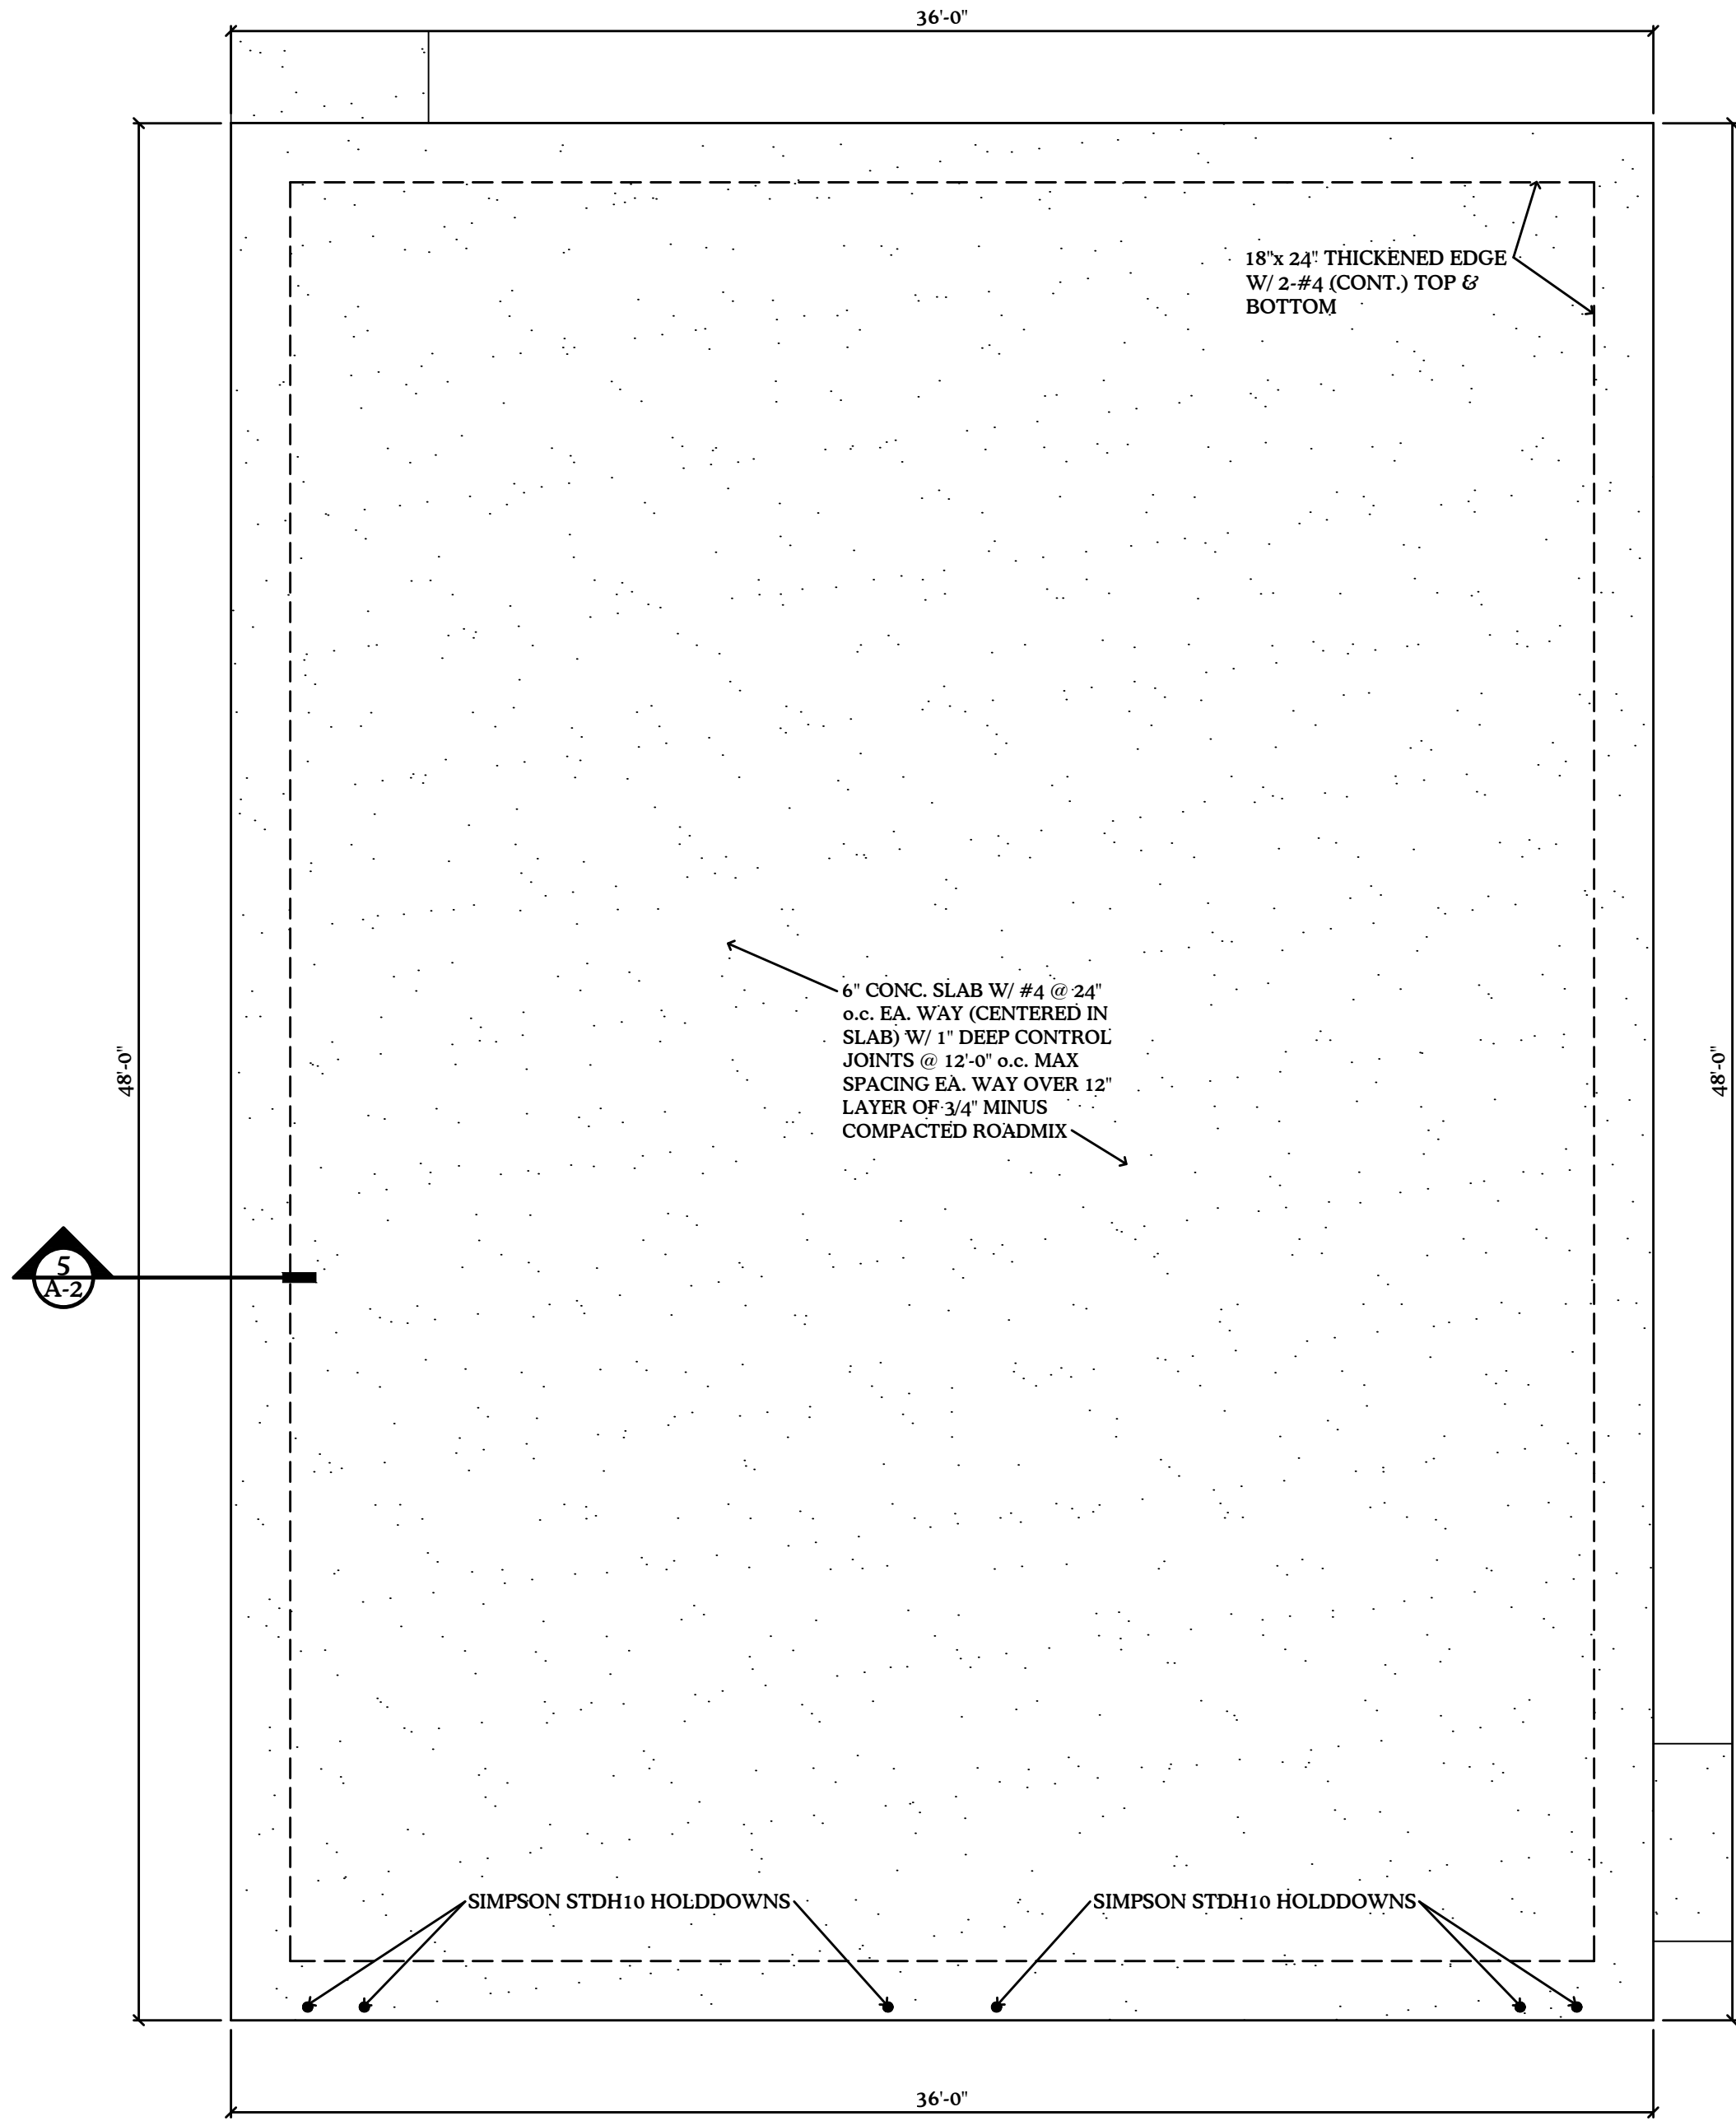 36'-0"
18"x 24" THICKENED EDGE
W/ 2-#4 (CONT.) TOP &
BOTTOM
6" CONC. SLAB W/ #4 @ 24"
o.c. EA. WAY (CENTERED IN
SLAB) W/ 1" DEEP CONTROL
JOINTS @ 12'-0" o.c. MAX
SPACING EA. WAY OVER 12"
LAYER OF 3/4" MINUS
COMPACTED ROADMIX
48'-0"
48'-0"
5
A-2
SIMPSON STDH10 HOLDDOWNS
SIMPSON STDH10 HOLDDOWNS
36'-0"